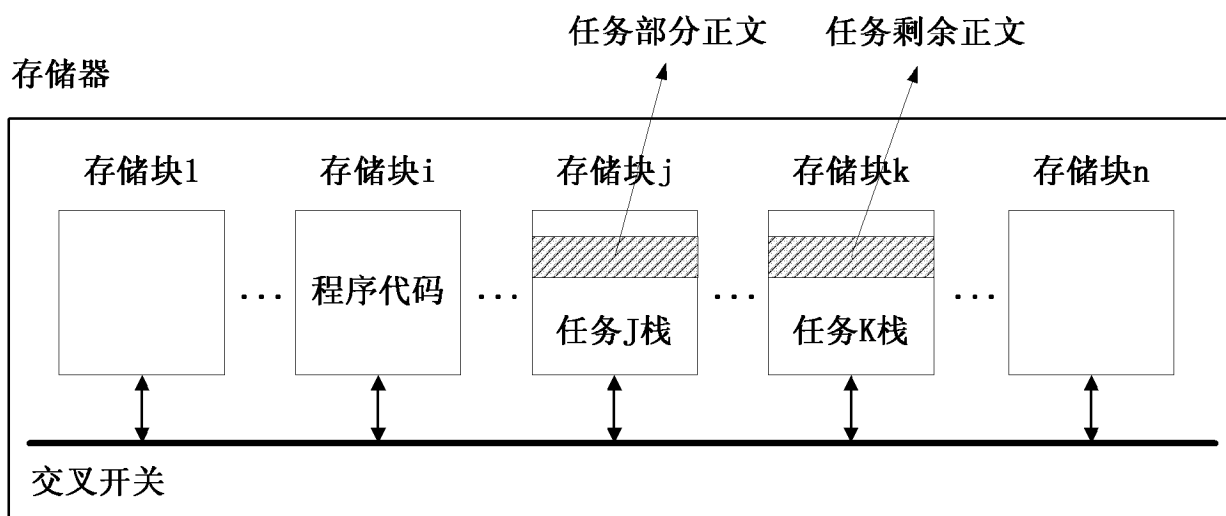 任务部分正文 任务剩余正文
存储器
存储块1 存储块i 存储块j 存储块k 存储块n
... 程序代码 ... ... ...
任务J栈 任务K栈
交叉开关